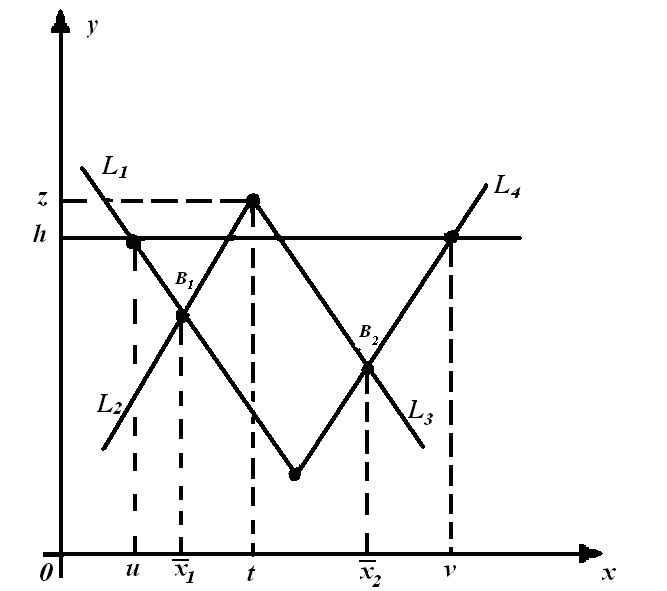 y
L₁
z
L₄
h
B₁
B₂
L₂
L₃
0 u x̅₁ t x̅₂ v x